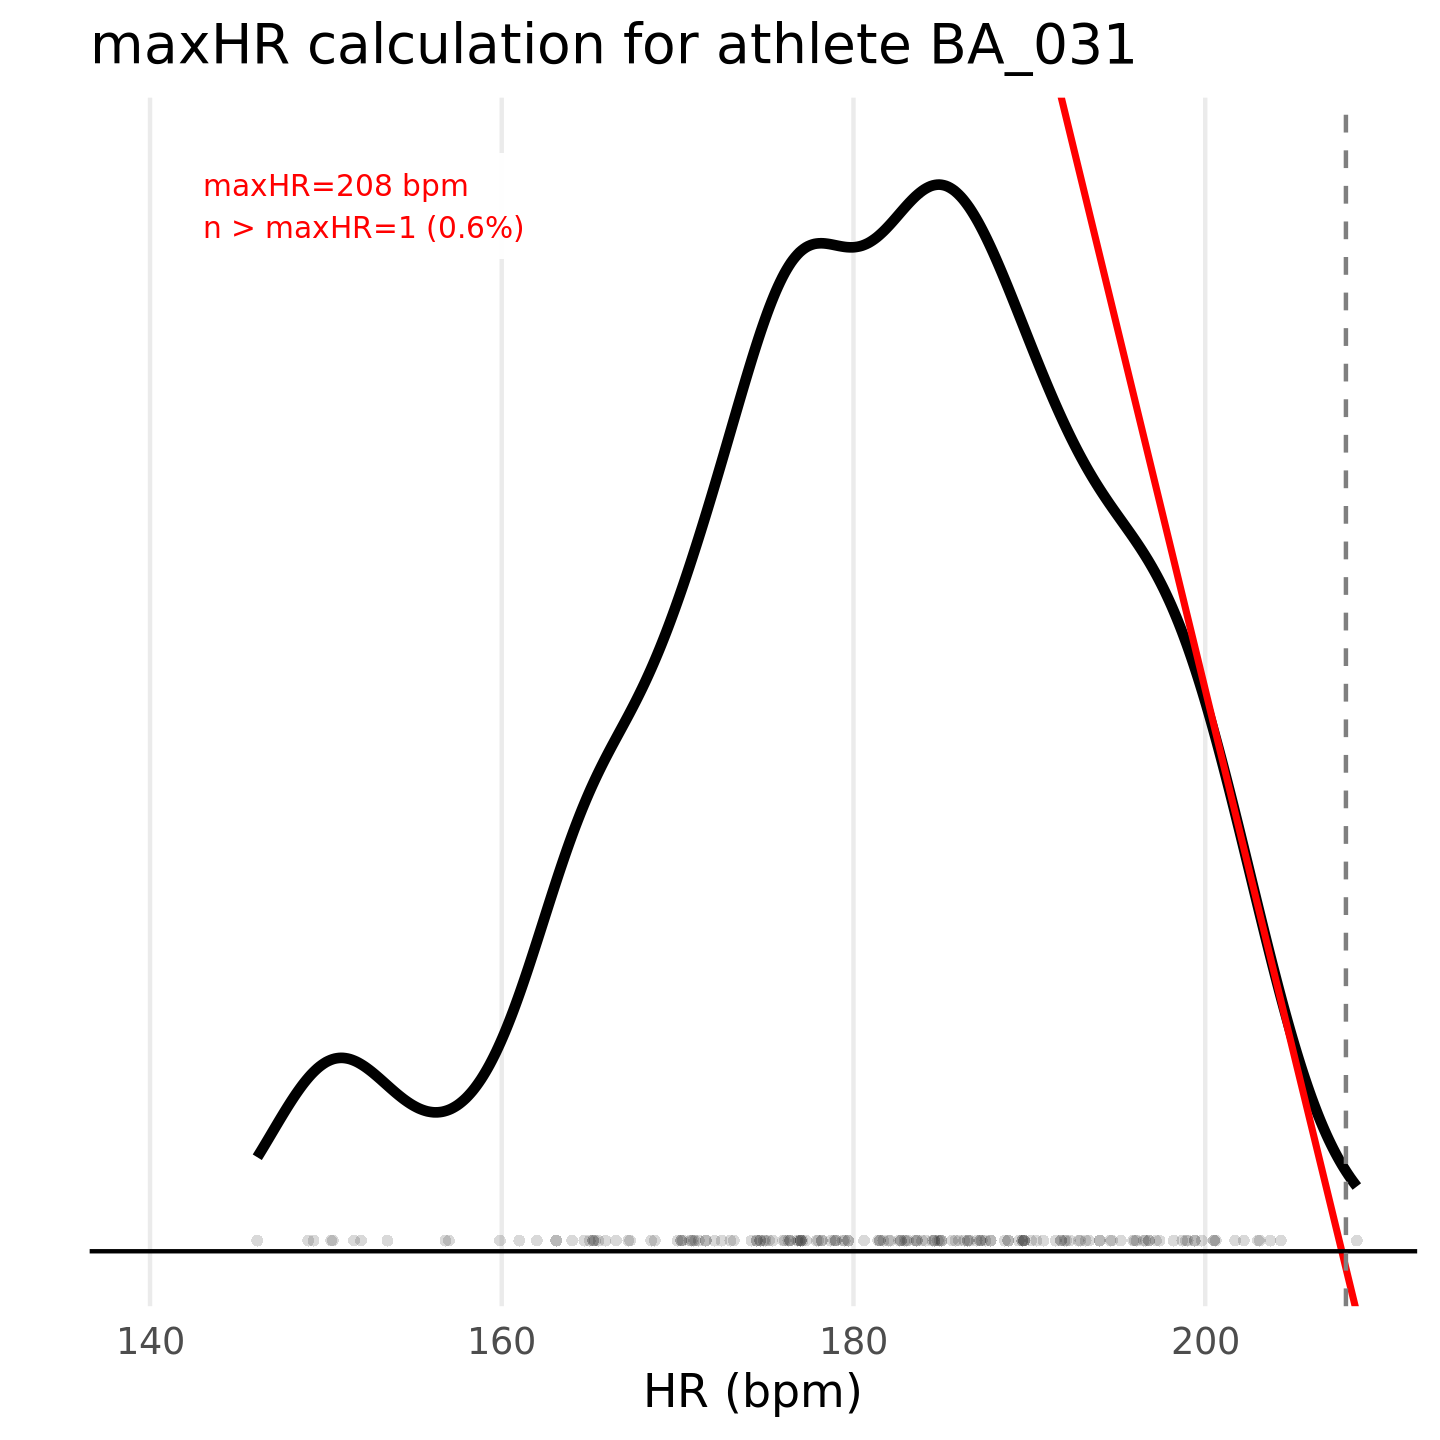 maxHR calculation for athlete BA_031
maxHR=208 bpm
n > maxHR=1 (0.6%)
140 160 180 200
HR (bpm)